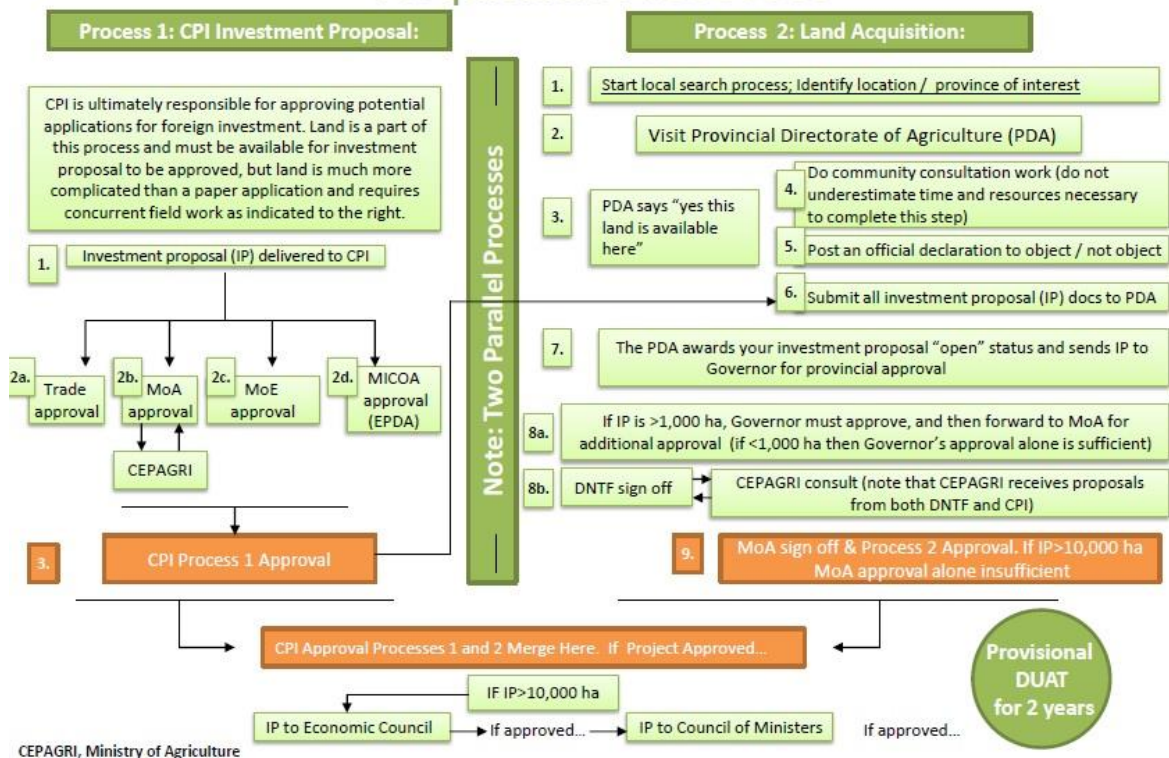 Process 1: CPI Investment Proposal:
CPI is ultimately responsible for approving potential
applications for foreign investment. Land is a part of
this process and must be available for investment
proposal to be approved, but land is much more
complicated than a paper application and requires
concurrent field work as indicated to the right.
1.
Investment proposal (IP) delivered to CPI
2a.
Trade
approval
2b.
MoA
approval
2c.
MoE
approval
2d.
MICOA
approval
(EPDA)
CEPAGRI
3.
CPI Process 1 Approval
Note: Two Parallel Processes
Process 2: Land Acquisition:
1.
Start local search process; Identify location / province of interest
2.
Visit Provincial Directorate of Agriculture (PDA)
3.
PDA says "yes this
land is available
here"
4.
Do community consultation work (do not
underestimate time and resources necessary
to complete this step)
5.
Post an official declaration to object / not object
6.
Submit all investment proposal (IP) docs to PDA
7.
The PDA awards your investment proposal "open" status and sends IP to
Governor for provincial approval
8a.
If IP is >1,000 ha, Governor must approve, and then forward to MoA for
additional approval (if <1,000 ha then Governor's approval alone is sufficient)
8b.
DNTF sign off
CEPAGRI consult (note that CEPAGRI receives proposals
from both DNTF and CPI)
9.
MoA sign off & Process 2 Approval. If IP>10,000 ha
MoA approval alone insufficient
CPI Approval Processes 1 and 2 Merge Here. If Project Approved...
IF IP>10,000 ha
IP to Economic Council
If approved...
IP to Council of Ministers
If approved...
Provisional
DUAT
for 2 years
CEPAGRI, Ministry of Agriculture